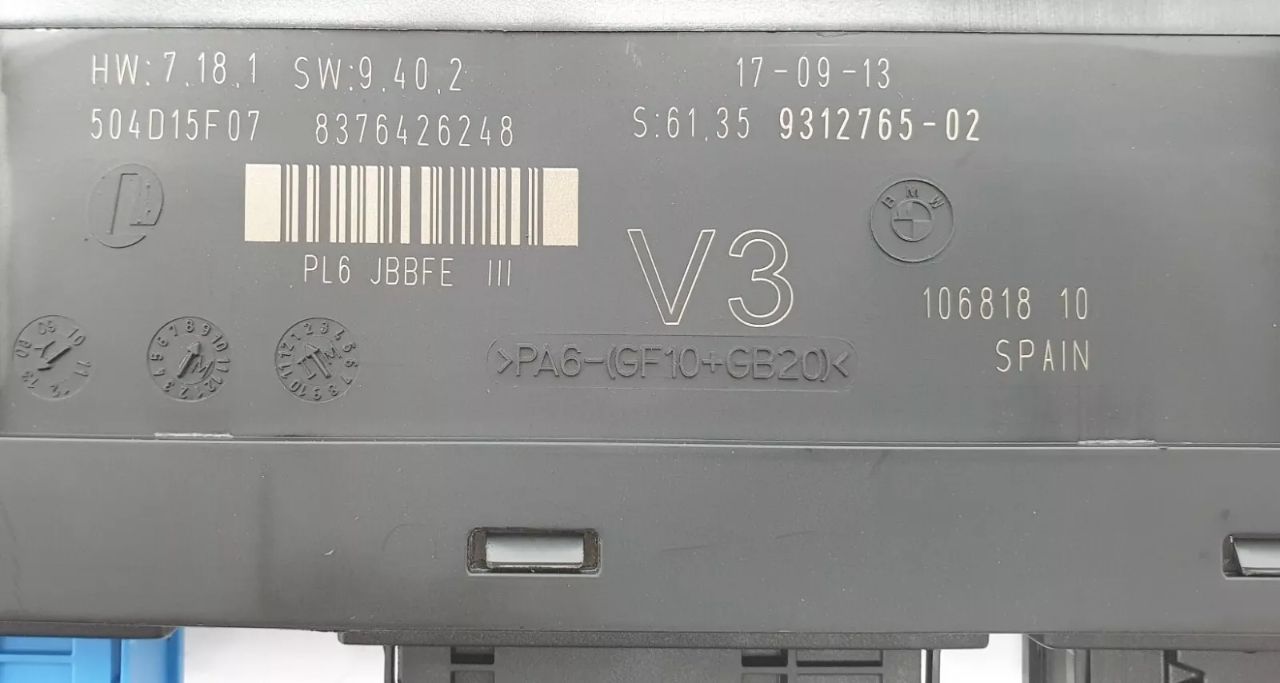 HW:7.18.1 SW:9.40.2
17-09-13
504D15F07 8376426248
S:61.35 9312765-02
PL6 JBBFE III
V3
BMW
106818 10
SPAIN
>PA6-(GF10+GB20)<